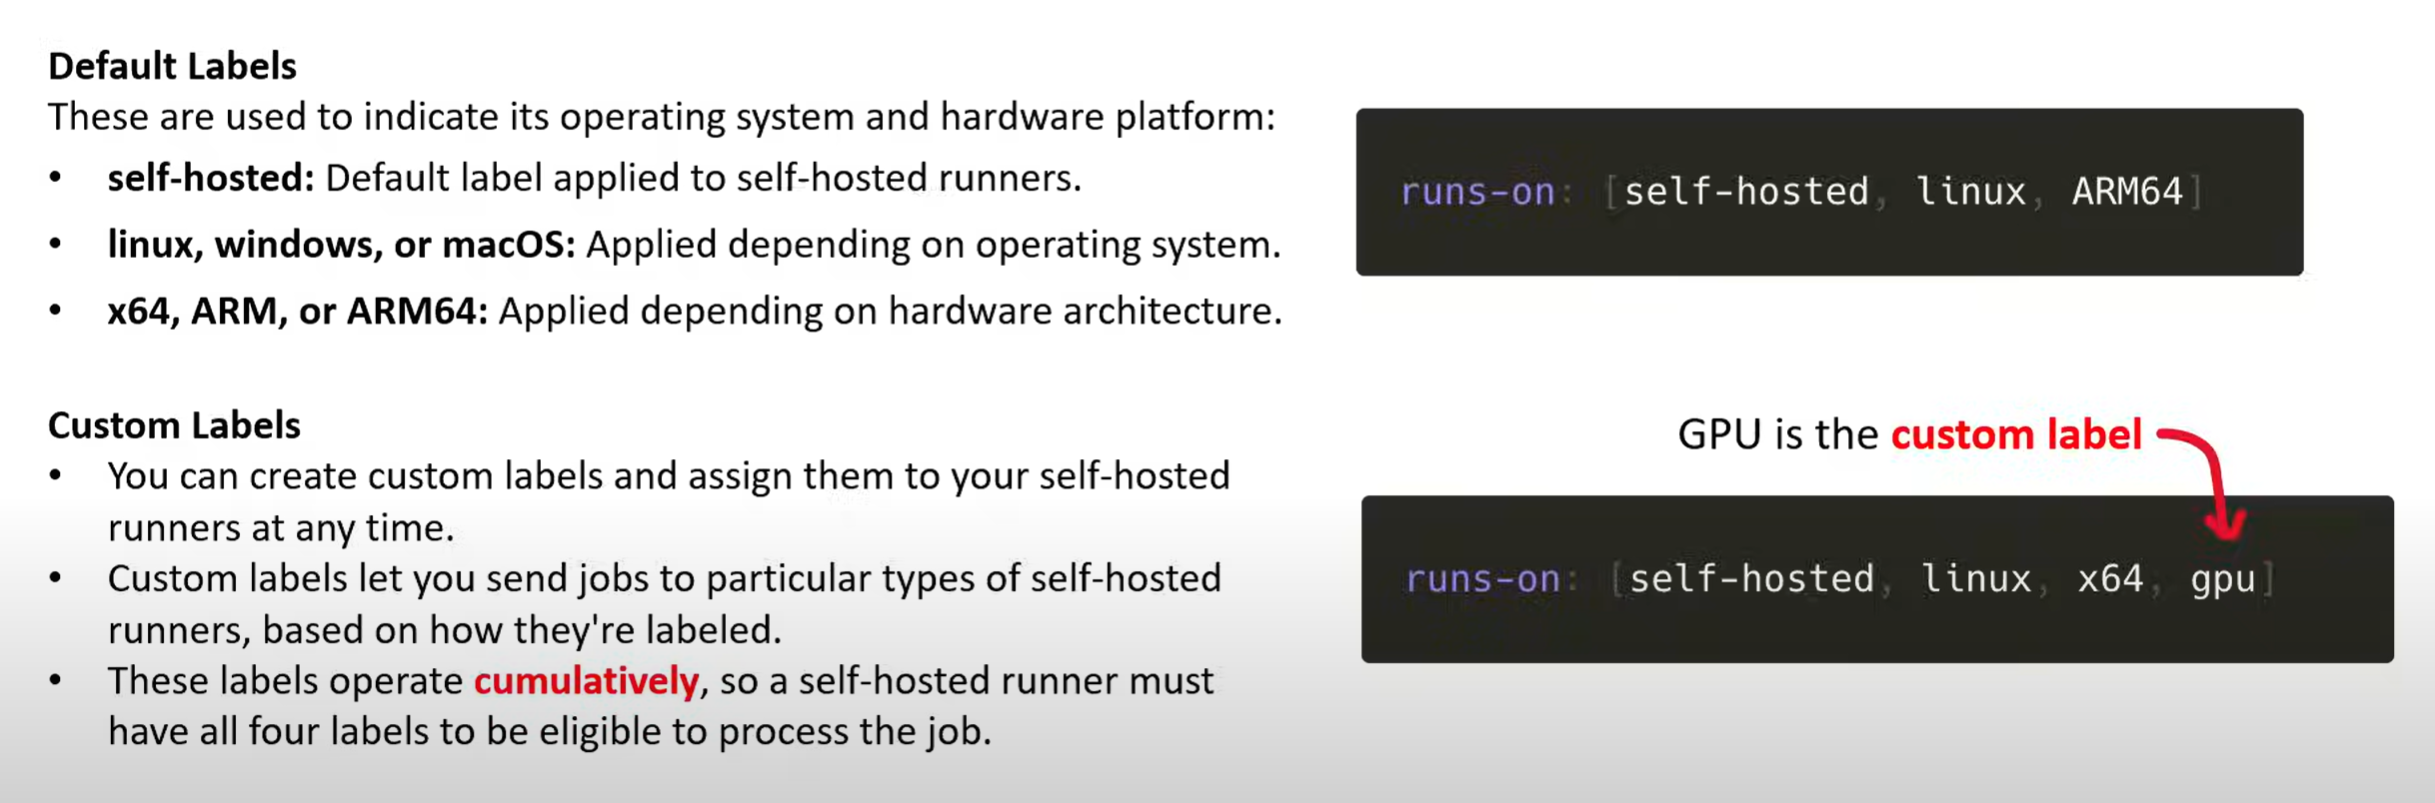 Default Labels
These are used to indicate its operating system and hardware platform:
• self-hosted: Default label applied to self-hosted runners.
• linux, windows, or macOS: Applied depending on operating system.
• x64, ARM, or ARM64: Applied depending on hardware architecture.
runs-on: [self-hosted, linux, ARM64]
Custom Labels
• You can create custom labels and assign them to your self-hosted
runners at any time.
• Custom labels let you send jobs to particular types of self-hosted
runners, based on how they're labeled.
• These labels operate cumulatively, so a self-hosted runner must
have all four labels to be eligible to process the job.
GPU is the custom label
runs-on: [self-hosted, linux, x64, gpu]